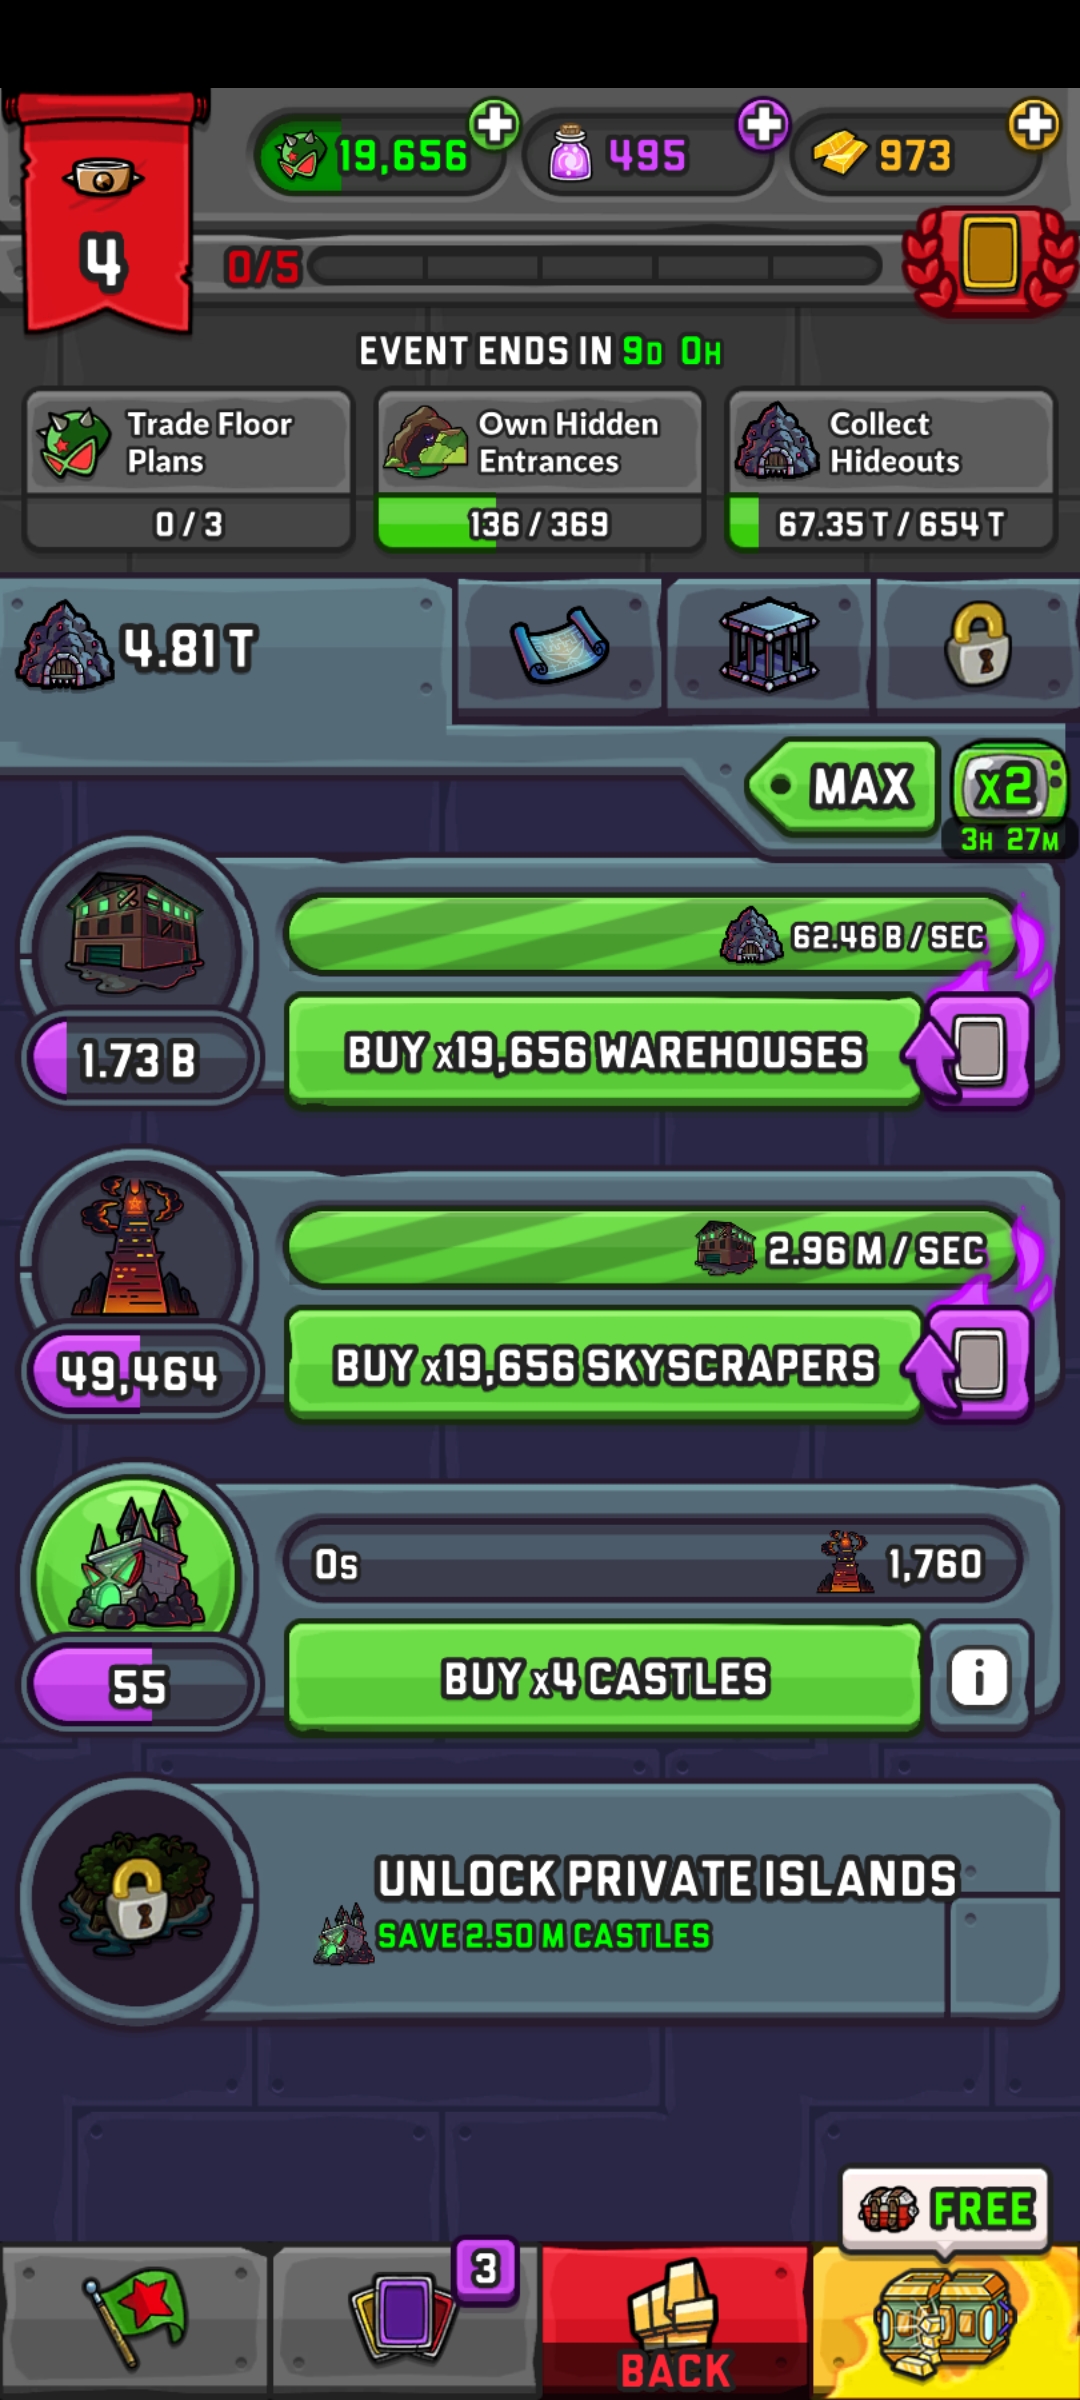 19,656
495
973
4
0/5
EVENT ENDS IN 9D 0H
Trade Floor
Plans
0 / 3
Own Hidden
Entrances
136 / 369
Collect
Hideouts
67.35 T / 654 T
4.81 T
MAX
x2
3H 27M
62.46 B / SEC
1.73 B
BUY x19,656 WAREHOUSES
2.96 M / SEC
49,464
BUY x19,656 SKYSCRAPERS
0s
1,760
55
BUY x4 CASTLES
i
UNLOCK PRIVATE ISLANDS
SAVE 2.50 M CASTLES
FREE
3
BACK